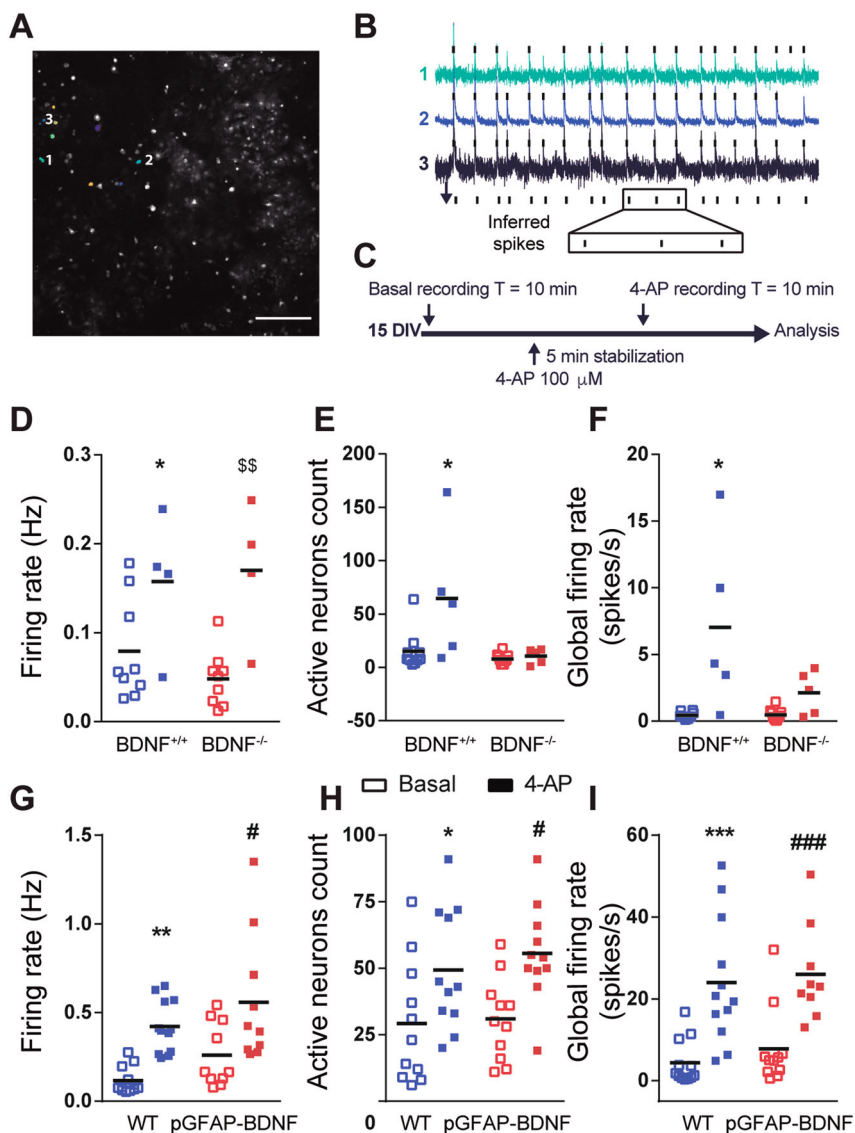 A
3
1
2
B
1
2
3
Inferred
spikes
C
Basal recording T = 10 min
4-AP recording T = 10 min
15 DIV
Analysis
5 min stabilization
4-AP 100 μM
D
Firing rate (Hz)
0.3
0.2
0.1
0.0
*
$$
BDNF+/+
BDNF-/-
E
Active neurons count
200
150
100
50
0
-50
*
BDNF+/+
BDNF-/-
F
Global firing rate
(spikes/s)
20
15
10
5
0
*
BDNF+/+
BDNF-/-
Basal
4-AP
G
Firing rate (Hz)
1.5
1.0
0.5
0.0
**
#
WT
pGFAP-BDNF
H
Active neurons count
100
75
50
25
0
*
#
WT
pGFAP-BDNF
I
Global firing rate
(spikes/s)
60
40
20
0
***
###
WT
pGFAP-BDNF